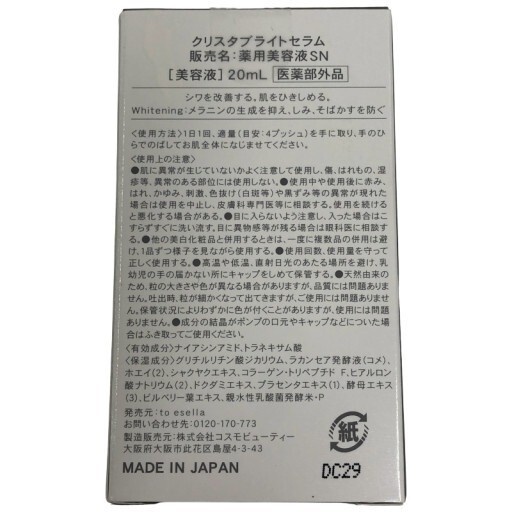 クリスタブライトセラム
販売名:薬用美容液SN
[美容液]20mL 医薬部外品
シワを改善する。肌をひきしめる。
Whitening:メラニンの生成を抑え、しみ、そばかすを防ぐ
〈使用方法〉1日1回、適量(目安:4プッシュ)を手に取り、手のひ
らでのばしてお肌全体になじませてください。
〈使用上の注意〉
●肌に異常が生じていないかよく注意して使用し、傷、はれもの、湿
疹等、異常のある部位には使用しない。●使用中や使用後に赤み、
はれ、かゆみ、刺激、色抜け(白斑等)や黒ずみ等の異常が現れた
場合は使用を中止し、皮膚科専門医等に相談する。使用を続ける
と悪化する場合がある。●目に入らないよう注意し、入った場合はこ
すらずすぐに洗い流す。目に異物感等が残る場合は眼科医に相談す
る。●他の美白化粧品と併用するときは、一度に複数品の併用は避
け、1品ずつ様子を見ながら使用する。●使用回数、使用量を守って
正しく使用する。●高温や低温、直射日光のあたる場所を避け、乳
幼児の手の届かない所にキャップをしめて保管する。●天然由来のた
め、粒の大きさや色が異なる場合がありますが、品質には問題ありま
せん。吐出時、粒が細かくなって出てきますが、ご使用には問題ありま
せん。保管状況によりわずかに色が付くことがありますが、使用には問題
ありません。●成分の結晶がポンプの口元やキャップなどについた場
合はふき取ってご使用ください。
〈有効成分〉ナイアシンアミド、トラネキサム酸
〈保湿成分〉グリチルリチン酸ジカリウム、ラカンセア発酵液(コメ)、
ホエイ(2)、シャクヤクエキス、コラーゲン・トリペプチド F、ヒアルロン
酸ナトリウム(2)、ドクダミエキス、プラセンタエキス(1)、酵母エキス
(3)、ビルベリー葉エキス、親水性乳酸菌発酵米・P
発売元:to esella
お問い合わせ先:0120-170-773
製造販売元:株式会社コスモビューティー
大阪府大阪市此花区島屋4-3-43
MADE IN JAPAN
紙
DC29